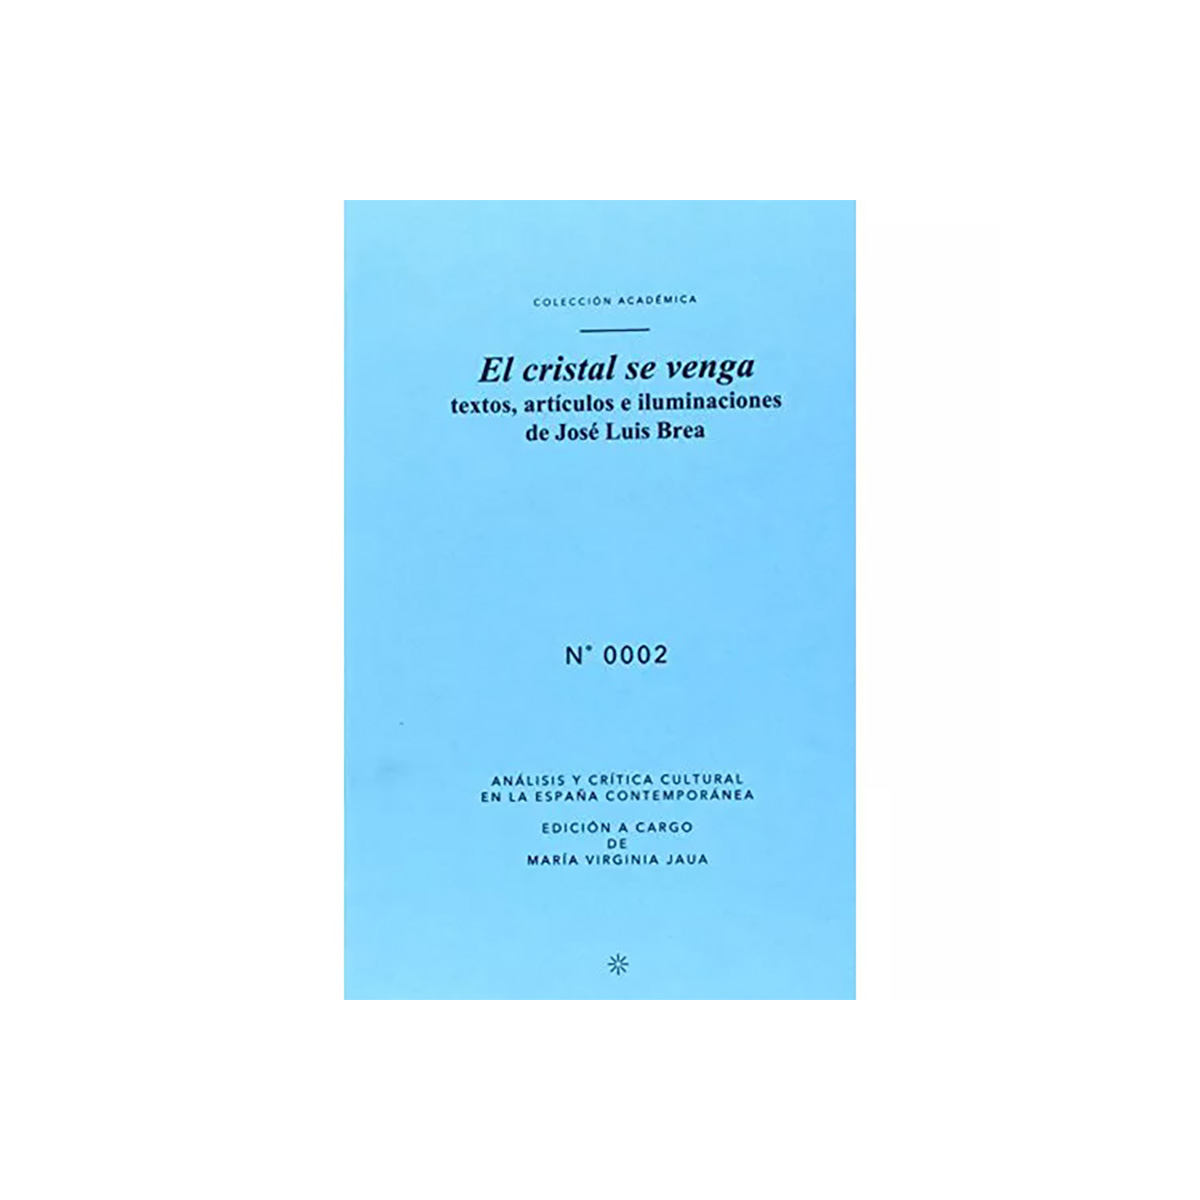 COLECCIÓN ACADÉMICA
El cristal se venga
textos, artículos e iluminaciones
de José Luis Brea
N° 0002
ANÁLISIS Y CRÍTICA CULTURAL
EN LA ESPAÑA CONTEMPORÁNEA
EDICIÓN A CARGO
DE
MARÍA VIRGINIA JAUA